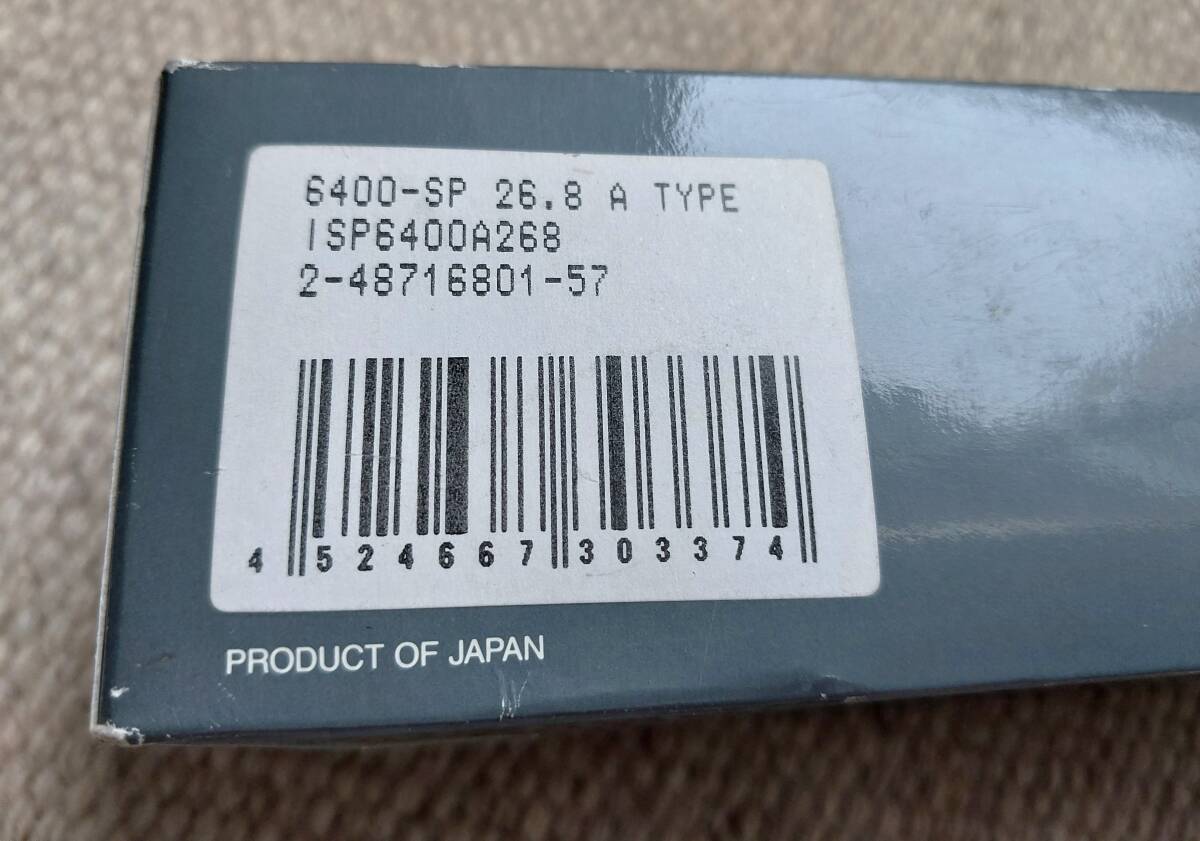 6400-SP 26.8 A TYPE
ISP6400A268
2-48716801-57
4 524667 303374
PRODUCT OF JAPAN